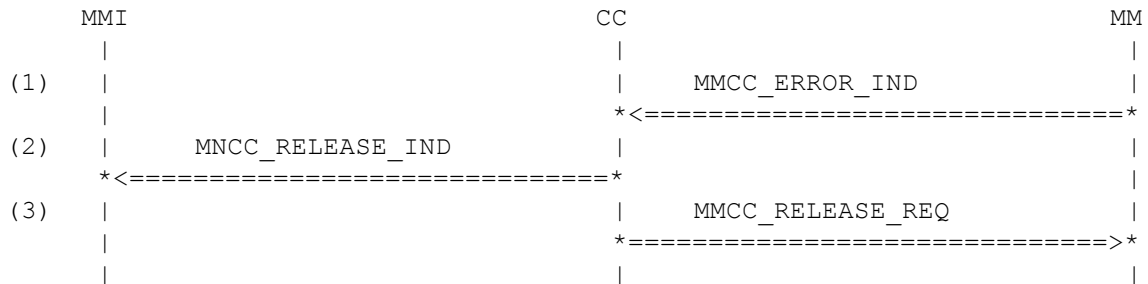 MMI CC MM
(1) MMCC_ERROR_IND
(2) MNCC_RELEASE_IND
(3) MMCC_RELEASE_REQ